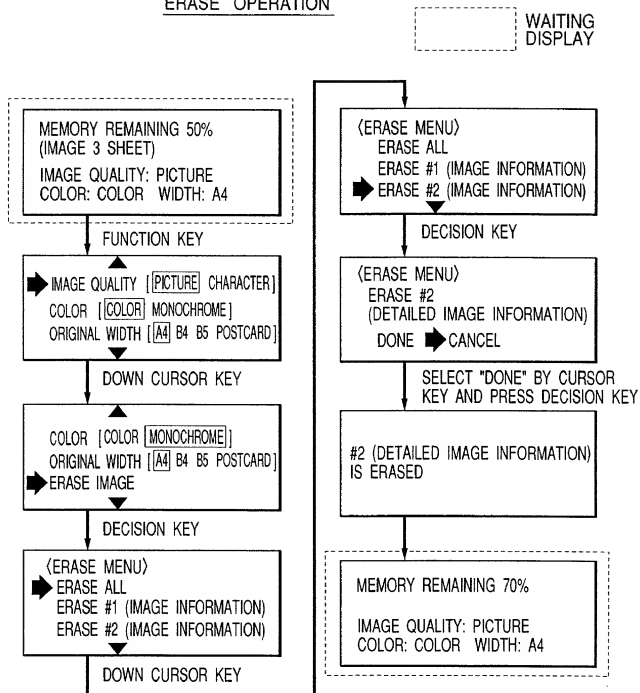 ERASE OPERATION
WAITING
DISPLAY
MEMORY REMAINING 50%
(IMAGE 3 SHEET)
IMAGE QUALITY: PICTURE
COLOR: COLOR WIDTH: A4
FUNCTION KEY
IMAGE QUALITY [PICTURE CHARACTER]
COLOR [COLOR MONOCHROME]
ORIGINAL WIDTH [A4 B4 B5 POSTCARD]
DOWN CURSOR KEY
COLOR [COLOR MONOCHROME]
ORIGINAL WIDTH [A4 B4 B5 POSTCARD]
ERASE IMAGE
DECISION KEY
⟨ERASE MENU⟩
ERASE ALL
ERASE #1 (IMAGE INFORMATION)
ERASE #2 (IMAGE INFORMATION)
DOWN CURSOR KEY
⟨ERASE MENU⟩
ERASE ALL
ERASE #1 (IMAGE INFORMATION)
ERASE #2 (IMAGE INFORMATION)
DECISION KEY
⟨ERASE MENU⟩
ERASE #2
(DETAILED IMAGE INFORMATION)
DONE CANCEL
SELECT "DONE" BY CURSOR
KEY AND PRESS DECISION KEY
#2 (DETAILED IMAGE INFORMATION)
IS ERASED
MEMORY REMAINING 70%
IMAGE QUALITY: PICTURE
COLOR: COLOR WIDTH: A4